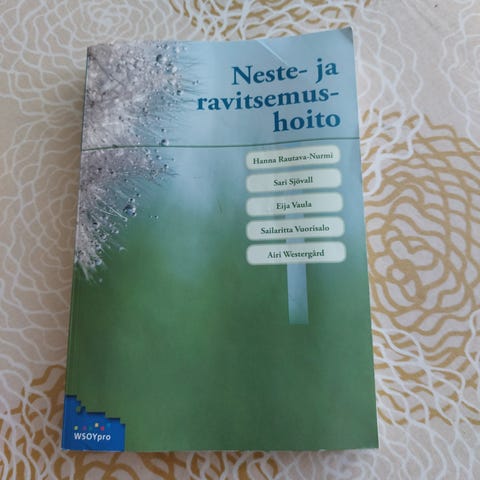 Neste- ja
ravitsemus-
hoito
Hanna Rautava-Nurmi
Sari Sjövall
Eija Vaula
Sailaritta Vuorisalo
Airi Westergård
WSOYpro